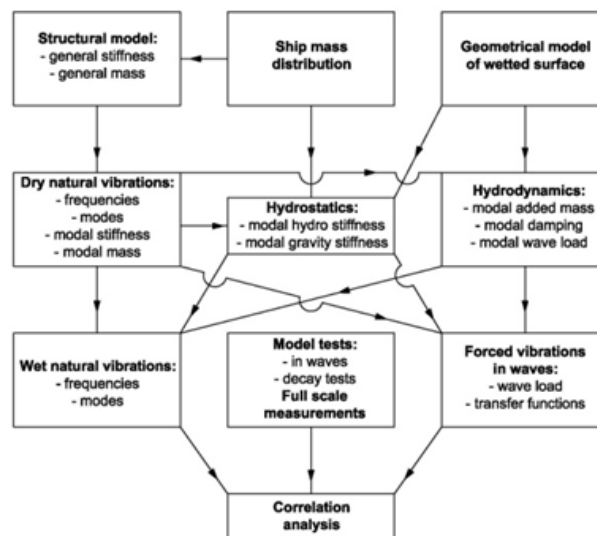 Structural model:
- general stiffness
- general mass
Ship mass
distribution
Geometrical model
of wetted surface
Dry natural vibrations:
- frequencies
- modes
- modal stiffness
- modal mass
Hydrostatics:
- modal hydro stiffness
- modal gravity stiffness
Hydrodynamics:
- modal added mass
- modal damping
- modal wave load
Wet natural vibrations:
- frequencies
- modes
Model tests:
- in waves
- decay tests
Full scale
measurements
Forced vibrations
in waves:
- wave load
- transfer functions
Correlation
analysis